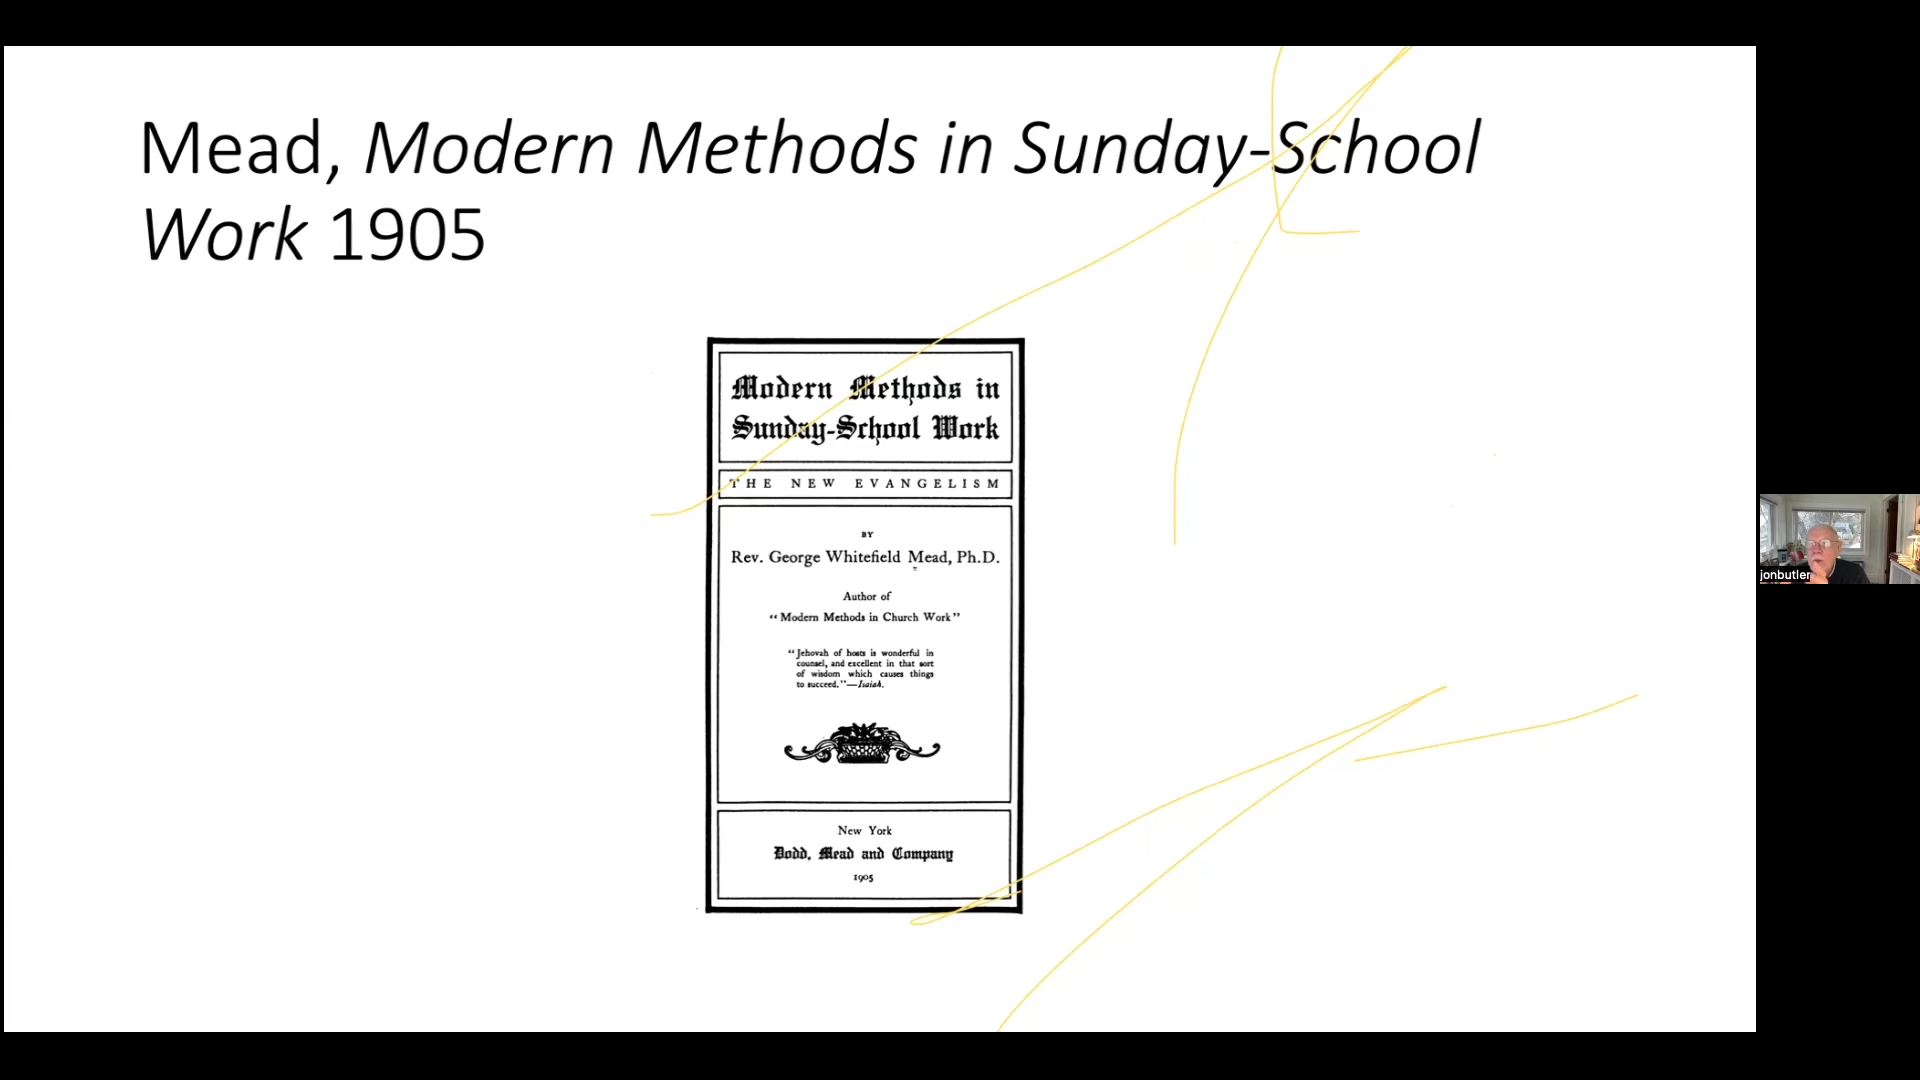 Mead, Modern Methods in Sunday-School
Work 1905
Modern Methods in
Sunday-School Work
THE NEW EVANGELISM
BY
Rev. George Whitefield Mead, Ph.D.
Author of
“Modern Methods in Church Work”
“Jehovah of hosts is wonderful in
counsel, and excellent in that sort
of wisdom which causes things
to succeed.”—Isaiah.
New York
Dodd, Mead and Company
1905
jonbutler